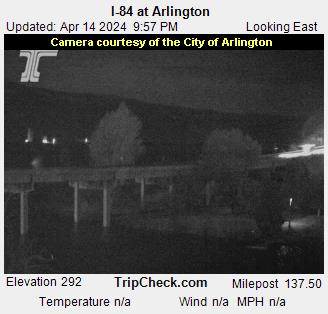 I-84 at Arlington
Updated: Apr 14 2024 9:57 PM Looking East
Camera courtesy of the City of Arlington
Elevation 292 TripCheck.com Milepost 137.50
Temperature n/a Wind n/a MPH n/a